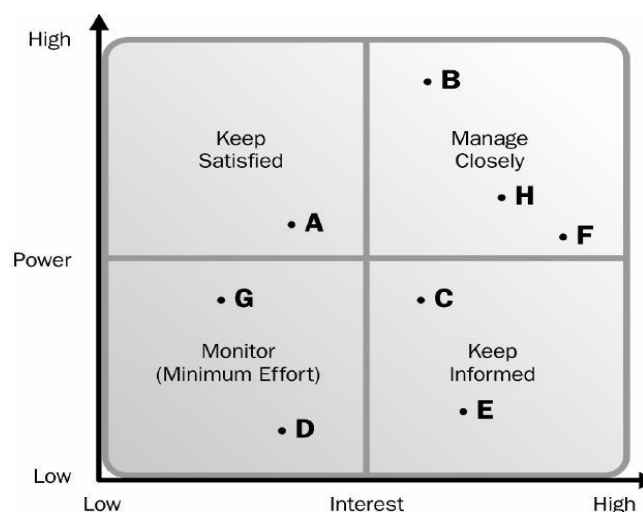 High
B
Keep
Satisfied
Manage
Closely
H
A
F
Power
G
C
Monitor
(Minimum Effort)
Keep
Informed
E
D
Low
Low
Interest
High